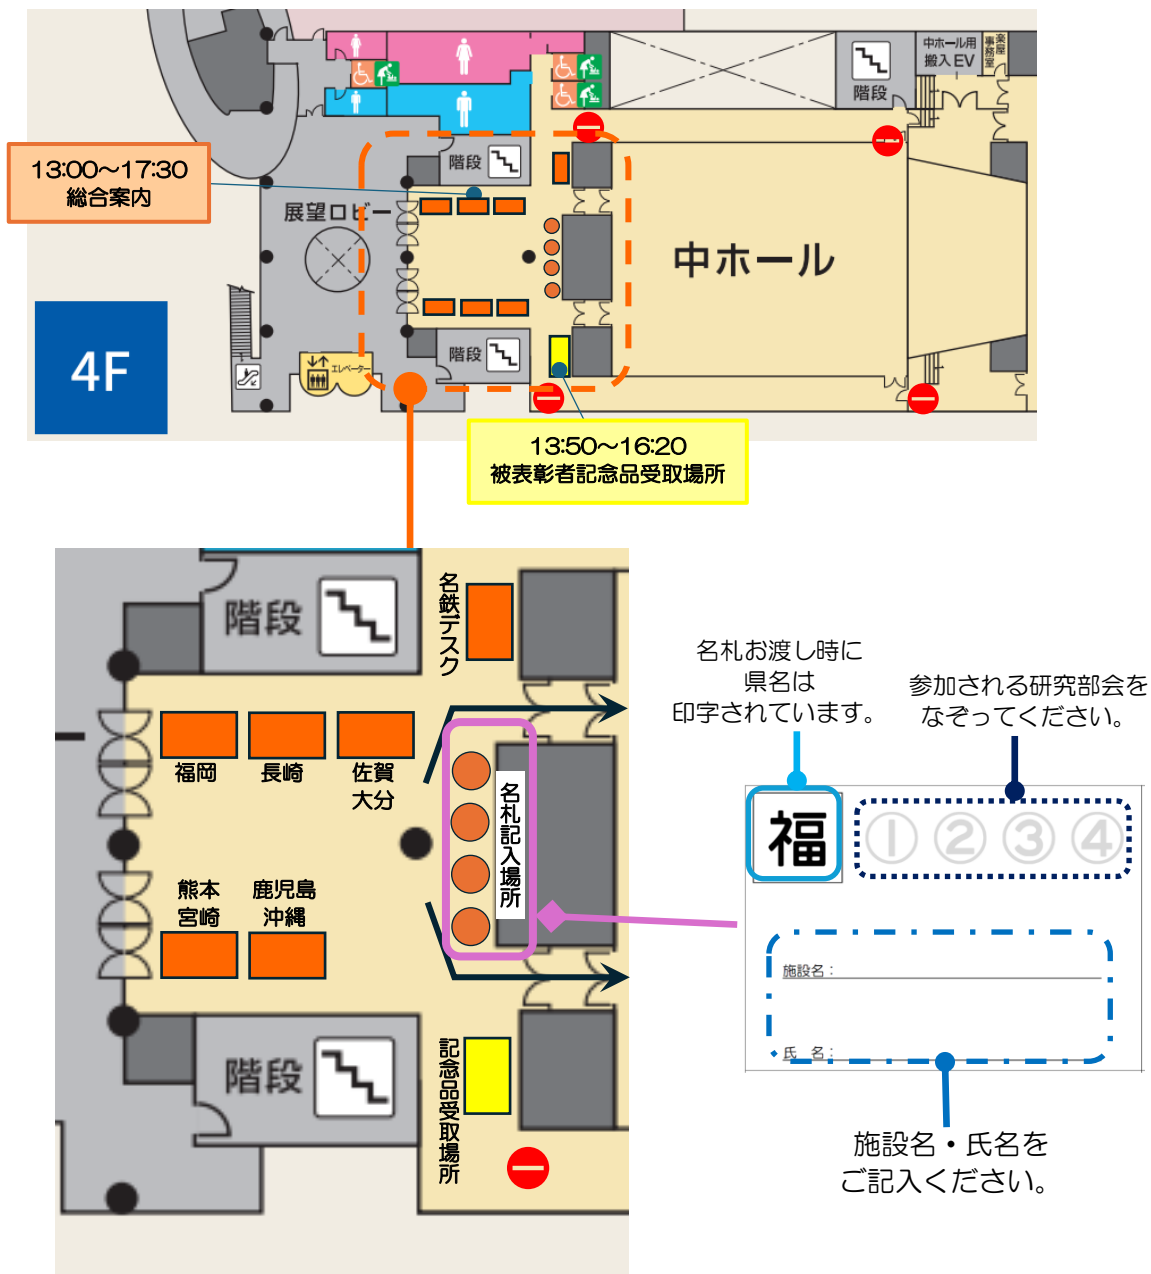 中ホール用
搬入EV
楽屋
事務室
階段
13:00～17:30
総合案内
階段
展望ロビー
中ホール
4F
エレベーター
階段
13:50～16:20
被表彰者記念品受取場所
階段
名鉄デスク
福岡
長崎
佐賀
大分
名札記入場所
熊本
宮崎
鹿児島
沖縄
階段
記念品受取場所
名札お渡し時に
県名は
印字されています。
参加される研究部会を
なぞってください。
福
① ② ③ ④
施設名：
氏　名：
施設名・氏名を
ご記入ください。